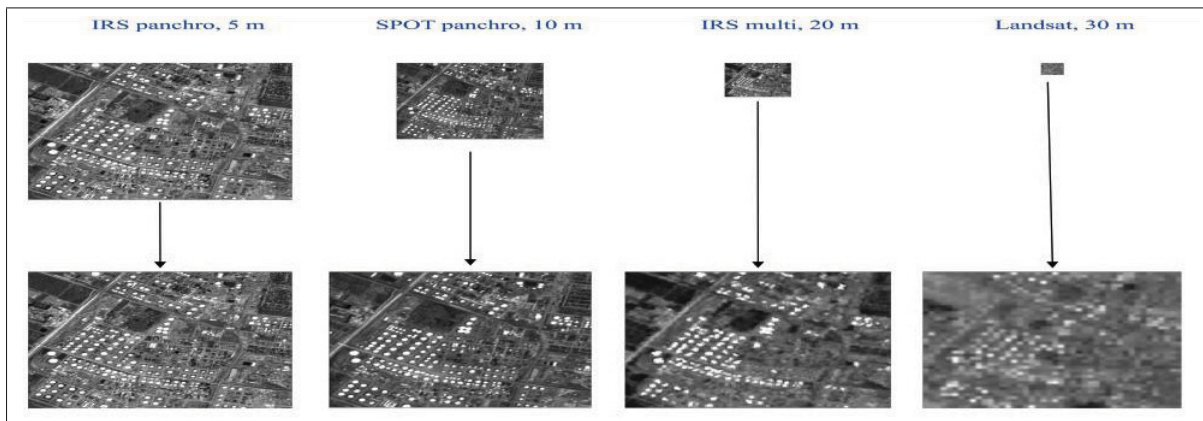 IRS panchro, 5 m
SPOT panchro, 10 m
IRS multi, 20 m
Landsat, 30 m